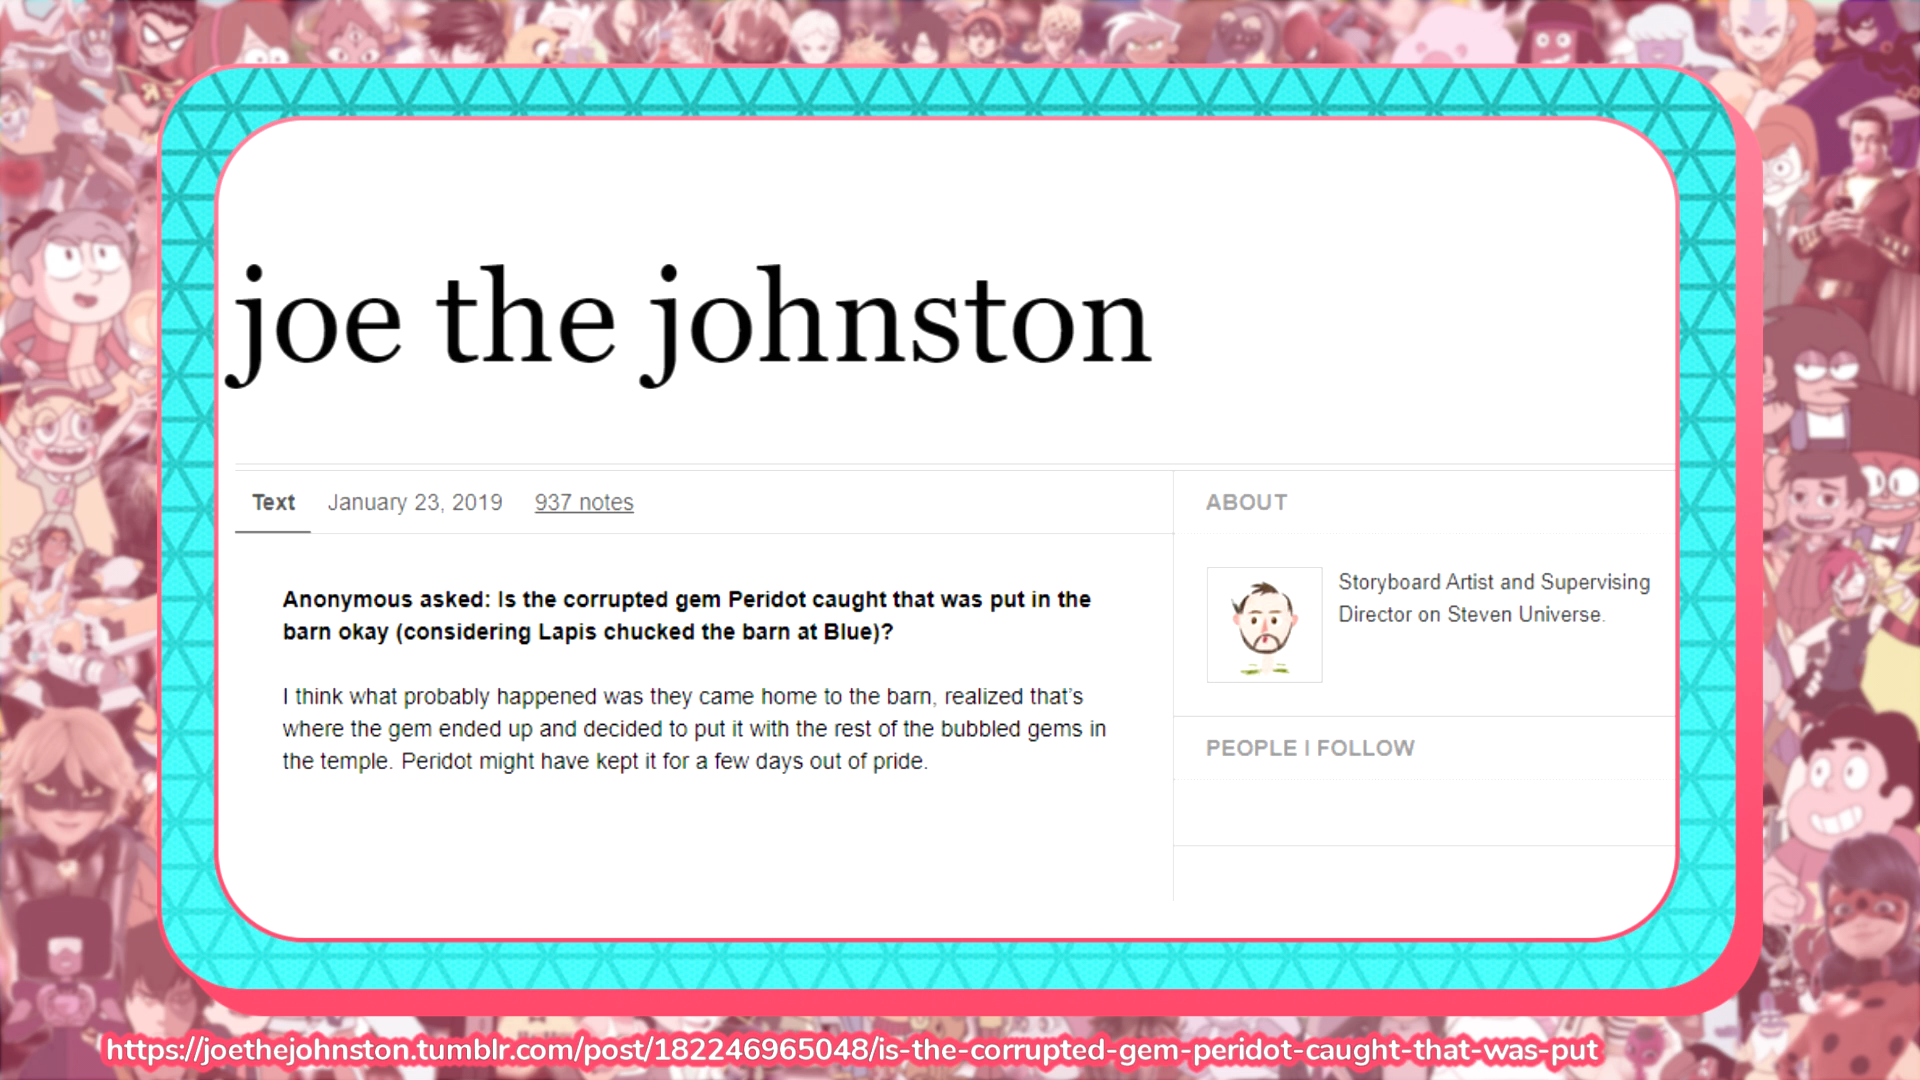 joe the johnston
Text January 23, 2019 937 notes
Anonymous asked: Is the corrupted gem Peridot caught that was put in the
barn okay (considering Lapis chucked the barn at Blue)?
I think what probably happened was they came home to the barn, realized that’s
where the gem ended up and decided to put it with the rest of the bubbled gems in
the temple. Peridot might have kept it for a few days out of pride.
ABOUT
Storyboard Artist and Supervising
Director on Steven Universe.
PEOPLE I FOLLOW
https://joethejohnston.tumblr.com/post/182246965048/is-the-corrupted-gem-peridot-caught-that-was-put